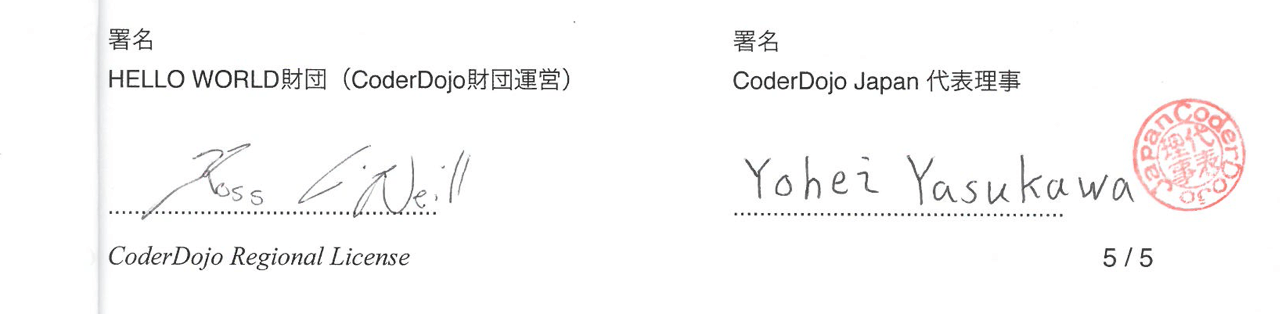 署名
HELLO WORLD財団（CoderDojo財団運営）
Ross O'Neill
CoderDojo Regional License
署名
CoderDojo Japan 代表理事
Yohei Yasukawa
CoderDojo Japan
代表
理事
5 / 5